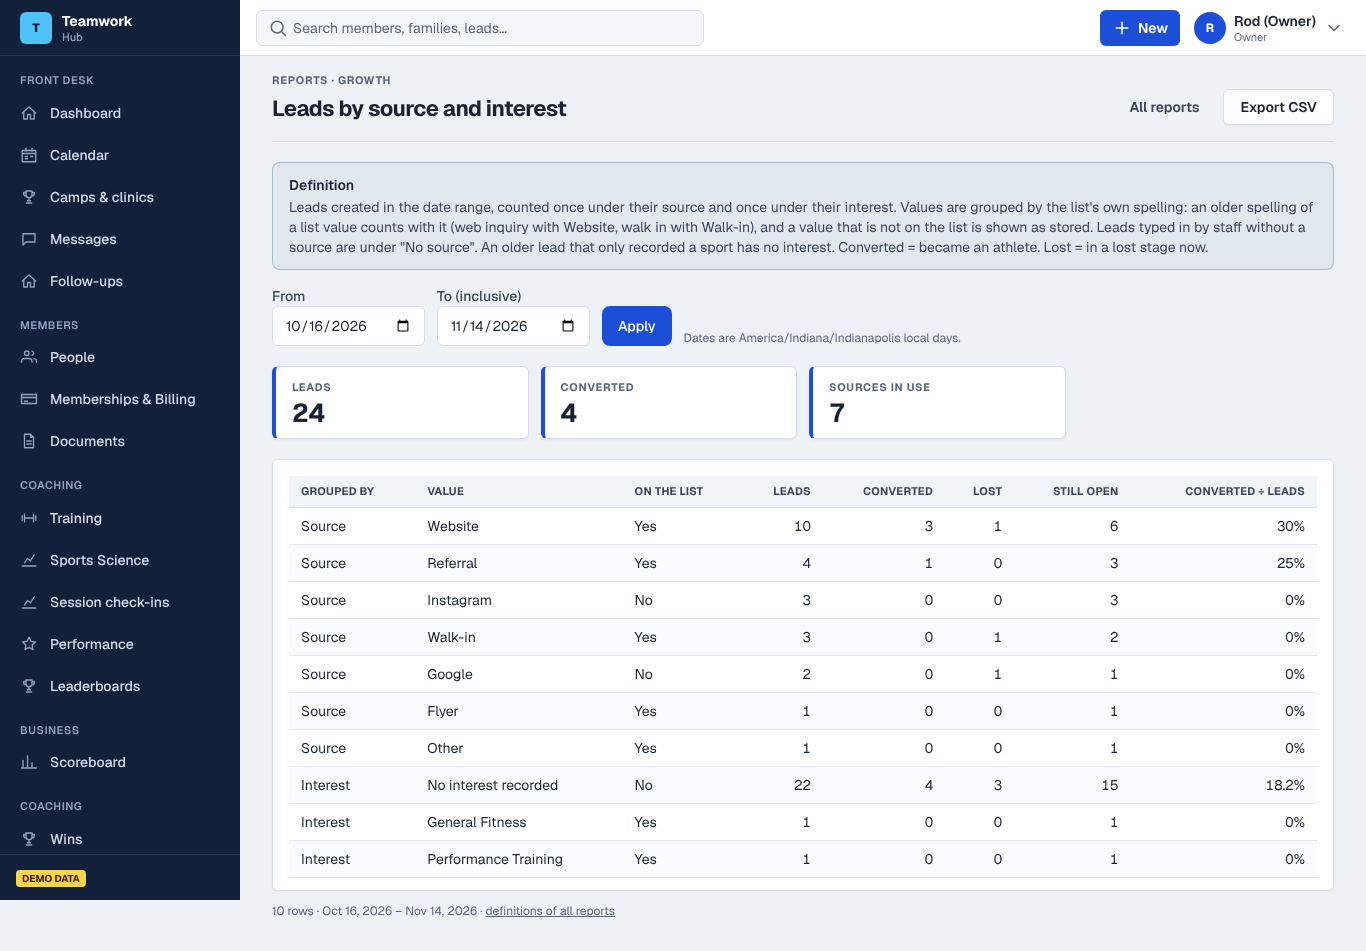 T
Teamwork
Hub
Search members, families, leads...
New
R
Rod (Owner)
Owner
FRONT DESK
Dashboard
Calendar
Camps & clinics
Messages
Follow-ups
MEMBERS
People
Memberships & Billing
Documents
COACHING
Training
Sports Science
Session check-ins
Performance
Leaderboards
BUSINESS
Scoreboard
COACHING
Wins
DEMO DATA
REPORTS · GROWTH
Leads by source and interest
All reports
Export CSV
Definition
Leads created in the date range, counted once under their source and once under their interest. Values are grouped by the list's own spelling: an older spelling of
a list value counts with it (web inquiry with Website, walk in with Walk-in), and a value that is not on the list is shown as stored. Leads typed in by staff without a
source are under "No source". An older lead that only recorded a sport has no interest. Converted = became an athlete. Lost = in a lost stage now.
From
To (inclusive)
10/16/2026
11/14/2026
Apply
Dates are America/Indiana/Indianapolis local days.
LEADS
24
CONVERTED
4
SOURCES IN USE
7
GROUPED BY VALUE ON THE LIST LEADS CONVERTED LOST STILL OPEN CONVERTED ÷ LEADS
Source Website Yes 10 3 1 6 30%
Source Referral Yes 4 1 0 3 25%
Source Instagram No 3 0 0 3 0%
Source Walk-in Yes 3 0 1 2 0%
Source Google No 2 0 1 1 0%
Source Flyer Yes 1 0 0 1 0%
Source Other Yes 1 0 0 1 0%
Interest No interest recorded No 22 4 3 15 18.2%
Interest General Fitness Yes 1 0 0 1 0%
Interest Performance Training Yes 1 0 0 1 0%
10 rows · Oct 16, 2026 – Nov 14, 2026 · definitions of all reports